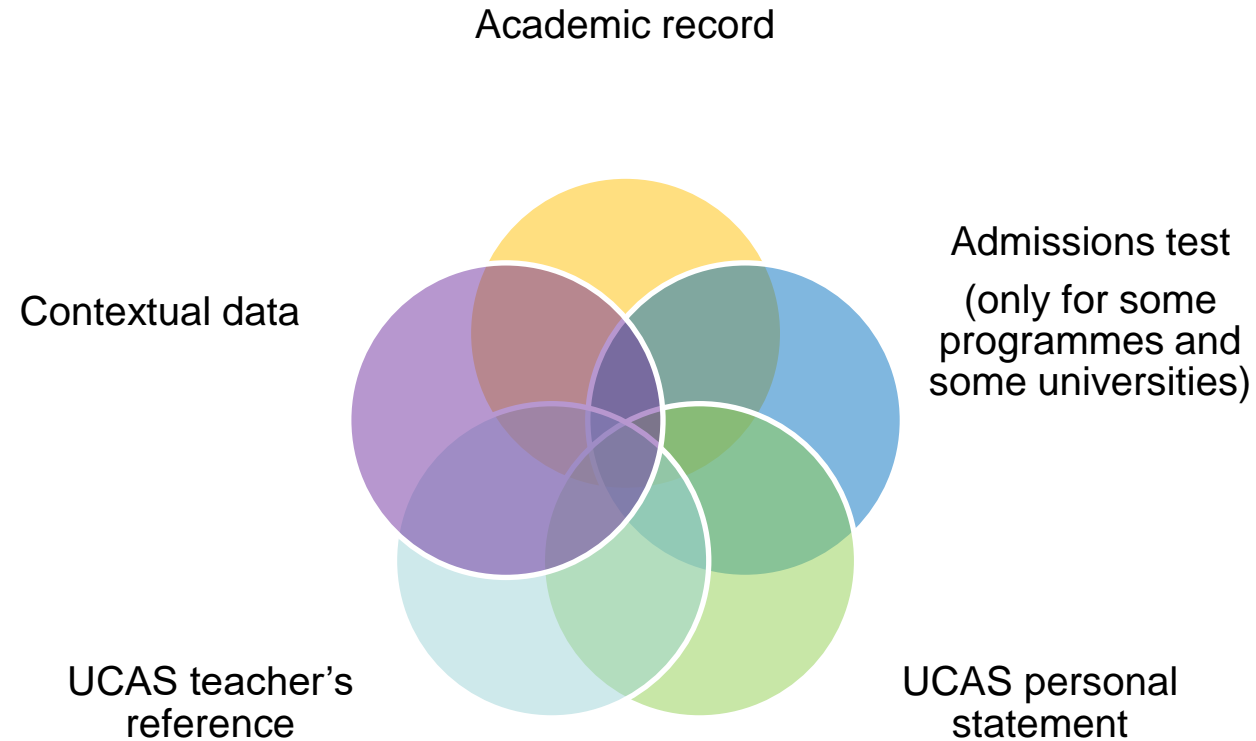 Academic record
Admissions test
(only for some
programmes and
some universities)
Contextual data
UCAS teacher’s
reference
UCAS personal
statement